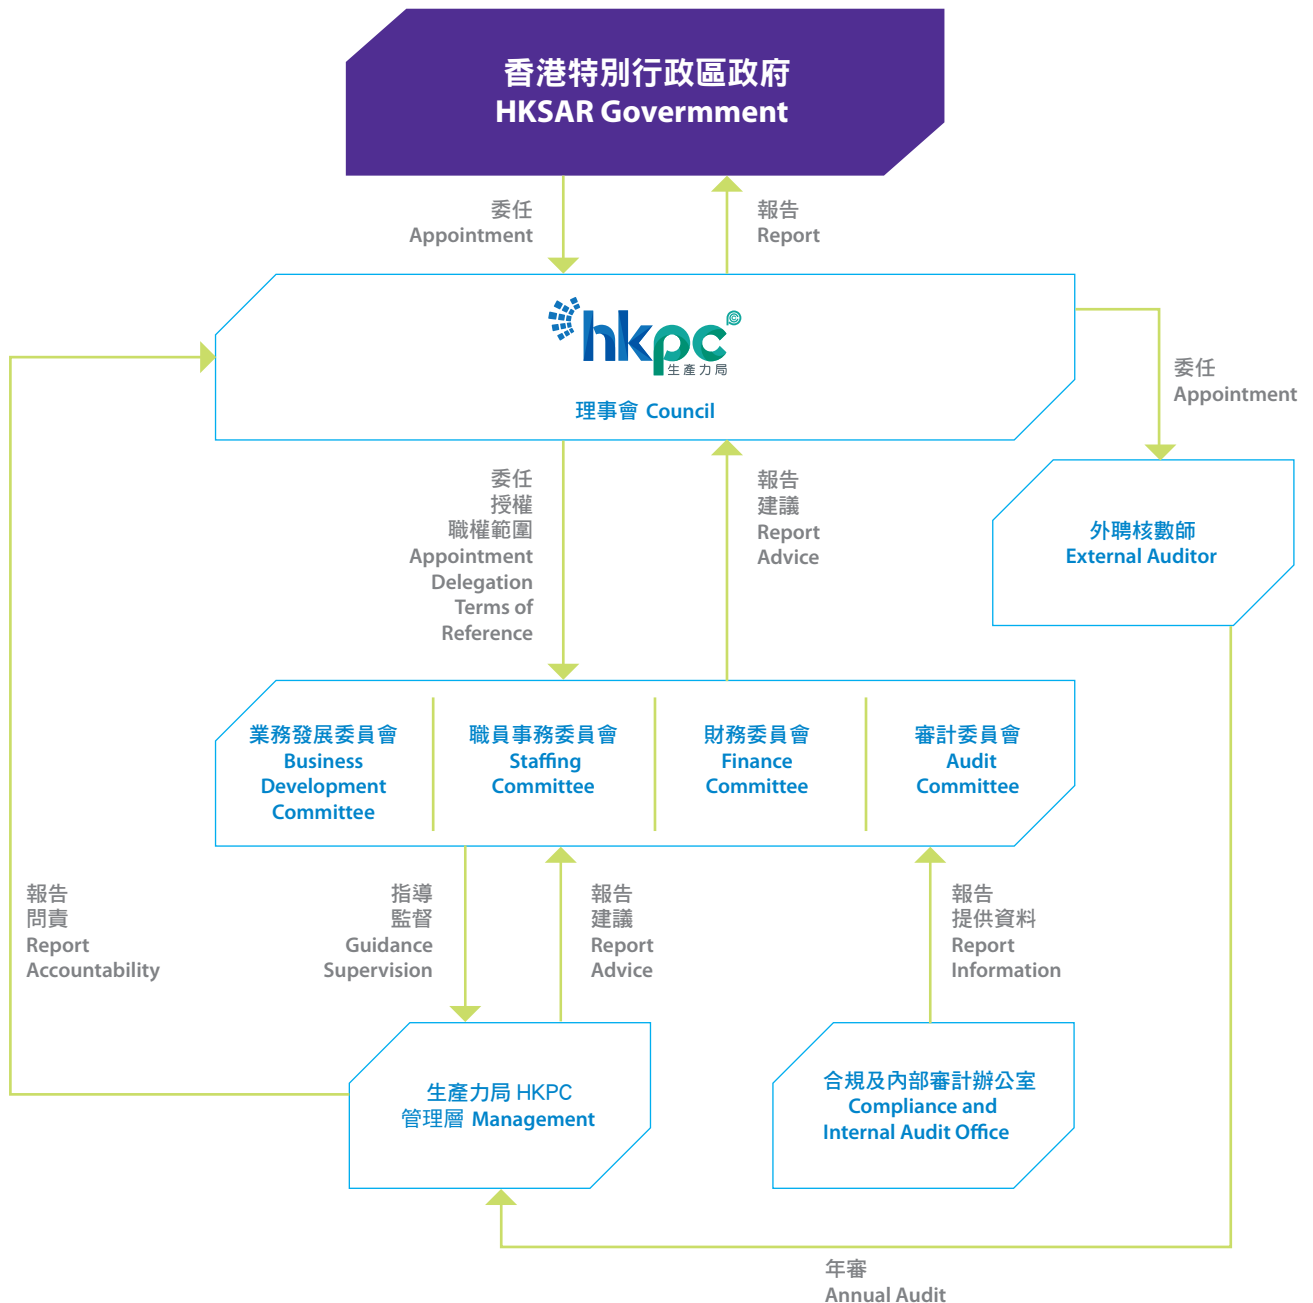 香港特別行政區政府
HKSAR Govermment
委任
Appointment
報告
Report
hkpc
生產力局
理事會 Council
委任
Appointment
委任
授權
職權範圍
Appointment
Delegation
Terms of
Reference
報告
建議
Report
Advice
外聘核數師
External Auditor
業務發展委員會
Business
Development
Committee
職員事務委員會
Staffing
Committee
財務委員會
Finance
Committee
審計委員會
Audit
Committee
報告
問責
Report
Accountability
指導
監督
Guidance
Supervision
報告
建議
Report
Advice
報告
提供資料
Report
Information
生產力局 HKPC
管理層 Management
合規及內部審計辦公室
Compliance and
Internal Audit Office
年審
Annual Audit